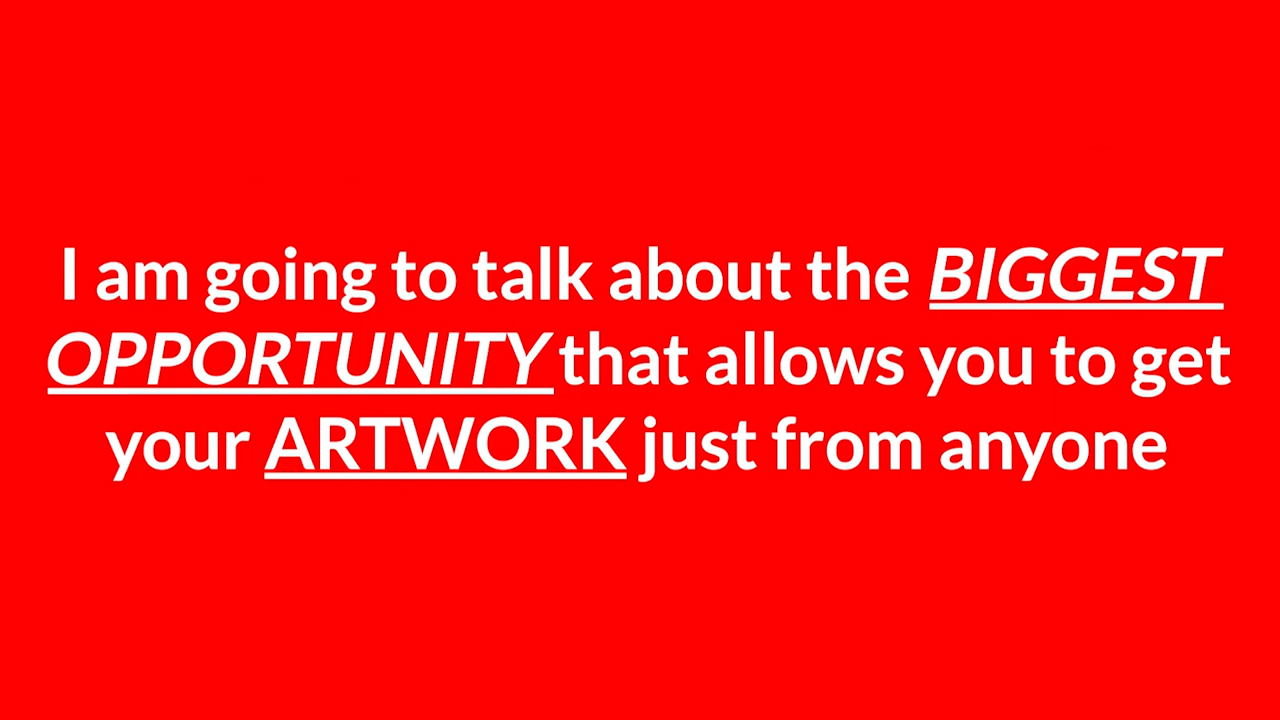 I am going to talk about the BIGGEST
OPPORTUNITY that allows you to get
your ARTWORK just from anyone